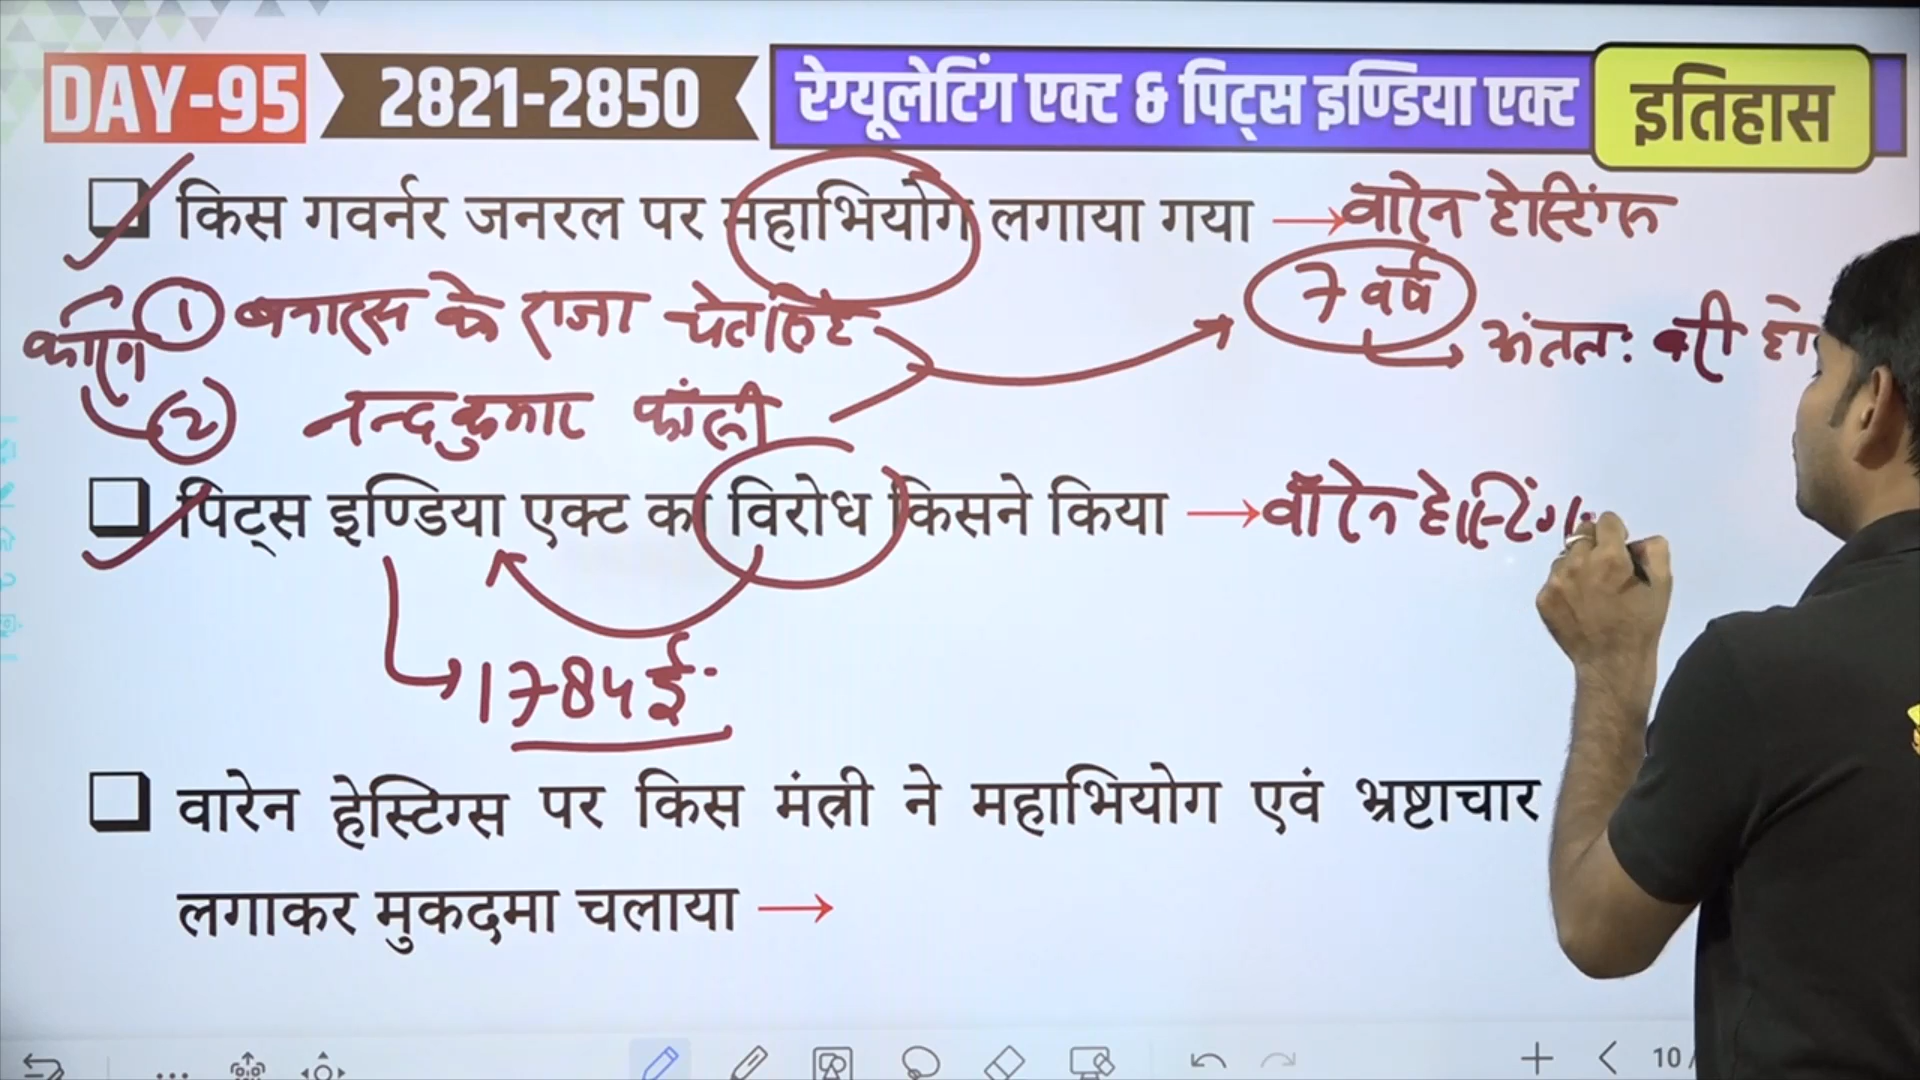 DAY-95 2821-2850 रेग्यूलेटिंग एक्ट & पिट्स इण्डिया एक्ट इतिहास
किस गवर्नर जनरल पर महाभियोग लगाया गया → वारेन हेस्टिंग्स
कारण ① बनारस के राजा चेतसिंह 7 वर्ष अंततः बरी हो
② नन्दकुमार फाँसी
पिट्स इण्डिया एक्ट का विरोध किसने किया → वॉरेन हेस्टिंग
1784ई.
वारेन हेस्टिग्स पर किस मंत्री ने महाभियोग एवं भ्रष्टाचार
लगाकर मुकदमा चलाया →
10 /